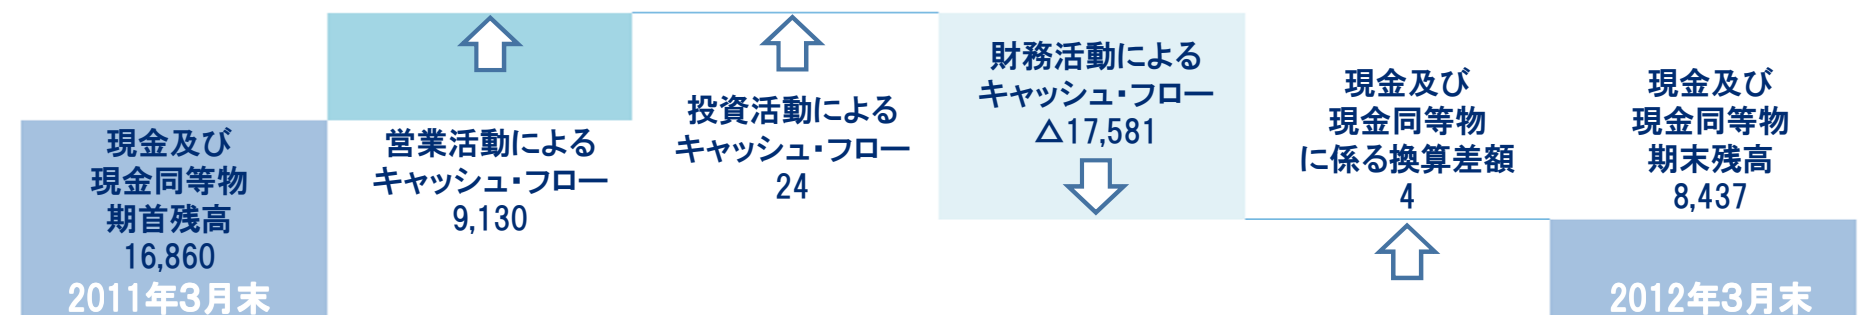 現金及び
現金同等物
期首残高
16,860
2011年3月末
営業活動による
キャッシュ・フロー
9,130
投資活動による
キャッシュ・フロー
24
財務活動による
キャッシュ・フロー
△17,581
現金及び
現金同等物
に係る換算差額
4
現金及び
現金同等物
期末残高
8,437
2012年3月末